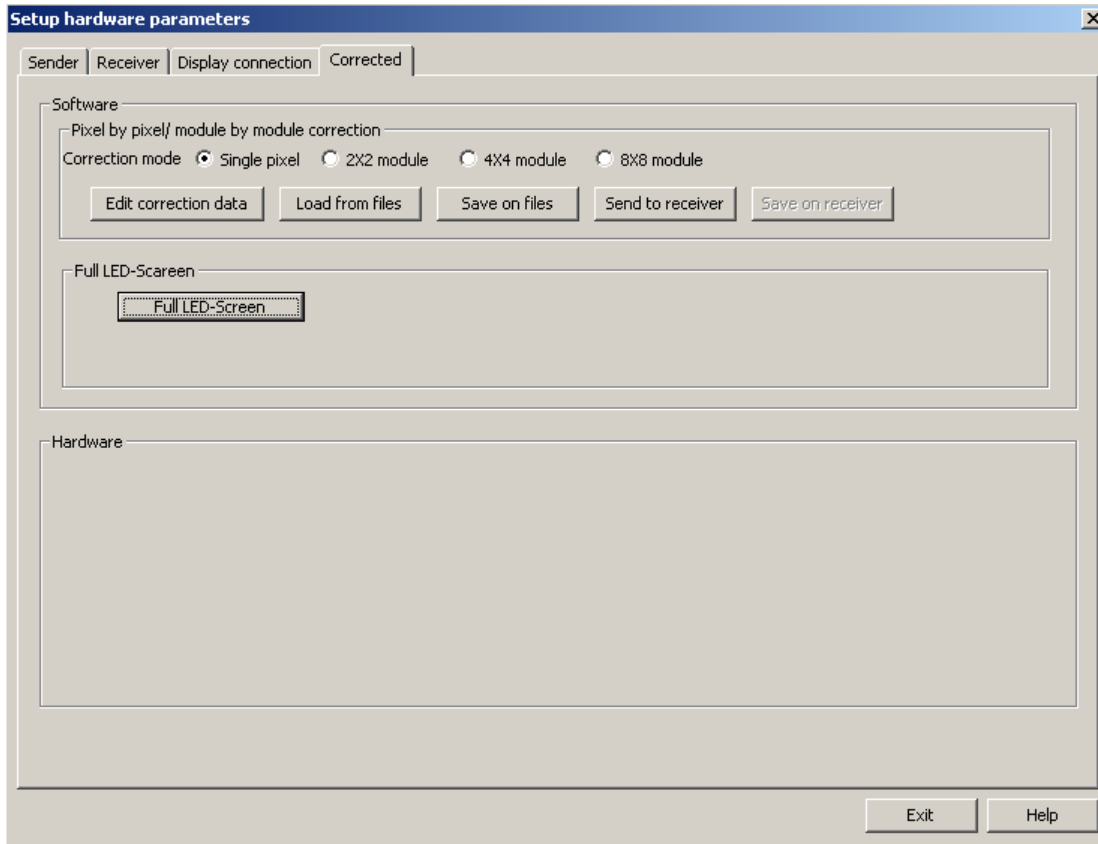 Setup hardware parameters
Sender Receiver Display connection Corrected
Software
Pixel by pixel/ module by module correction
Correction mode Single pixel 2X2 module 4X4 module 8X8 module
Edit correction data Load from files Save on files Send to receiver Save on receiver
Full LED-Scareen
Full LED-Screen
Hardware
Exit Help